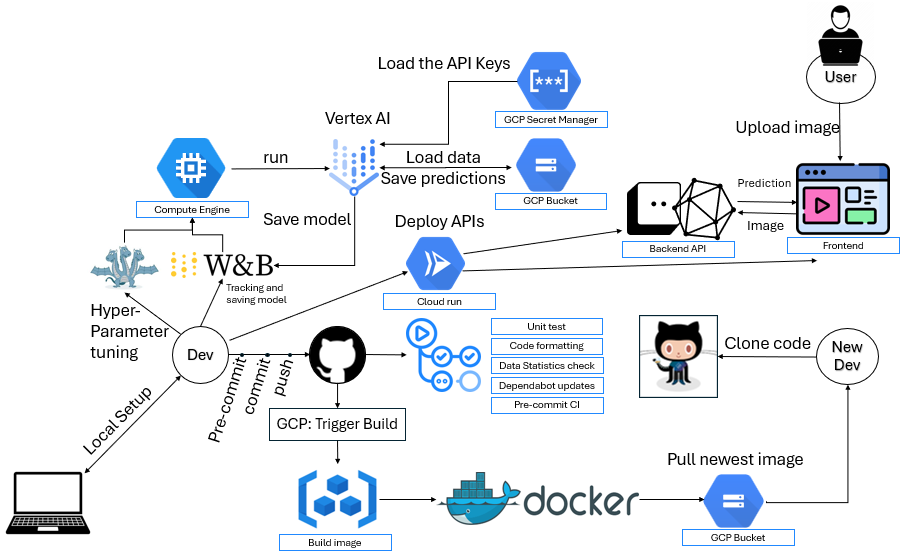 User
Load the API Keys
[***]
GCP Secret Manager
Vertex AI
Upload image
run
Load data
Save predictions
GCP Bucket
Compute Engine
Prediction
Image
Save model
Deploy APIs
Backend API
Frontend
W&B
Tracking and
saving model
Cloud run
Hyper-
Parameter
tuning
Dev
Pre-commit
commit
push
Unit test
Code formatting
Data Statistics check
Dependabot updates
Pre-commit CI
Clone code
New
Dev
Local Setup
GCP: Trigger Build
Pull newest image
docker
Build image
GCP Bucket